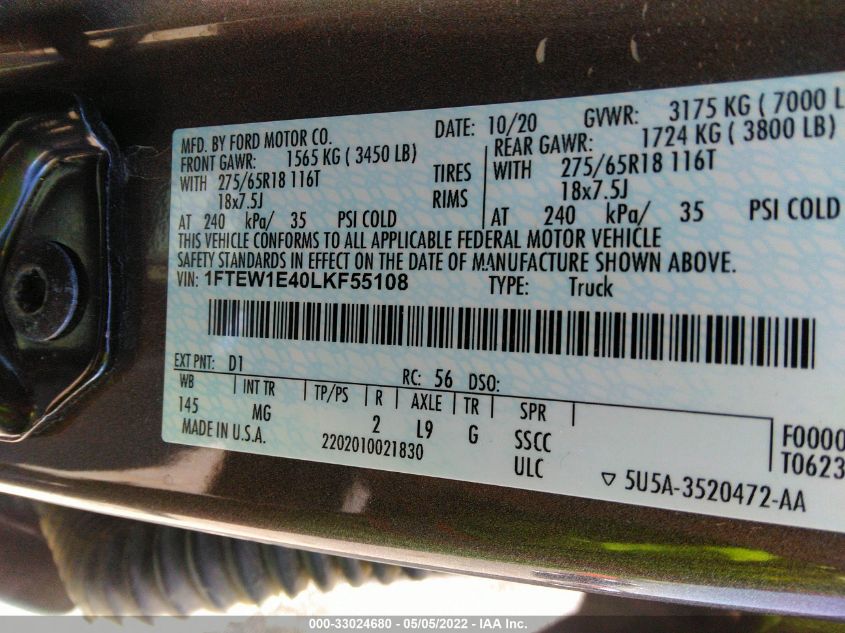 MFD. BY FORD MOTOR CO. DATE: 10/20 GVWR: 3175 KG ( 7000 L
FRONT GAWR: 1565 KG ( 3450 LB) REAR GAWR: 1724 KG ( 3800 LB)
WITH 275/65R18 116T TIRES WITH 275/65R18 116T
18x7.5J RIMS 18x7.5J
AT 240 kPa/ 35 PSI COLD AT 240 kPa/ 35 PSI COLD
THIS VEHICLE CONFORMS TO ALL APPLICABLE FEDERAL MOTOR VEHICLE
SAFETY STANDARDS IN EFFECT ON THE DATE OF MANUFACTURE SHOWN ABOVE.
VIN: 1FTEW1E40LKF55108 TYPE: Truck
EXT PNT: D1 RC: 56 DSO:
WB INT TR TP/PS R AXLE TR SPR
145 MG 2 L9 G SSCC F0000
MADE IN U.S.A. 2202010021830 ULC T0623
▽ 5U5A-3520472-AA
000-33024680 - 05/05/2022 - IAA Inc.